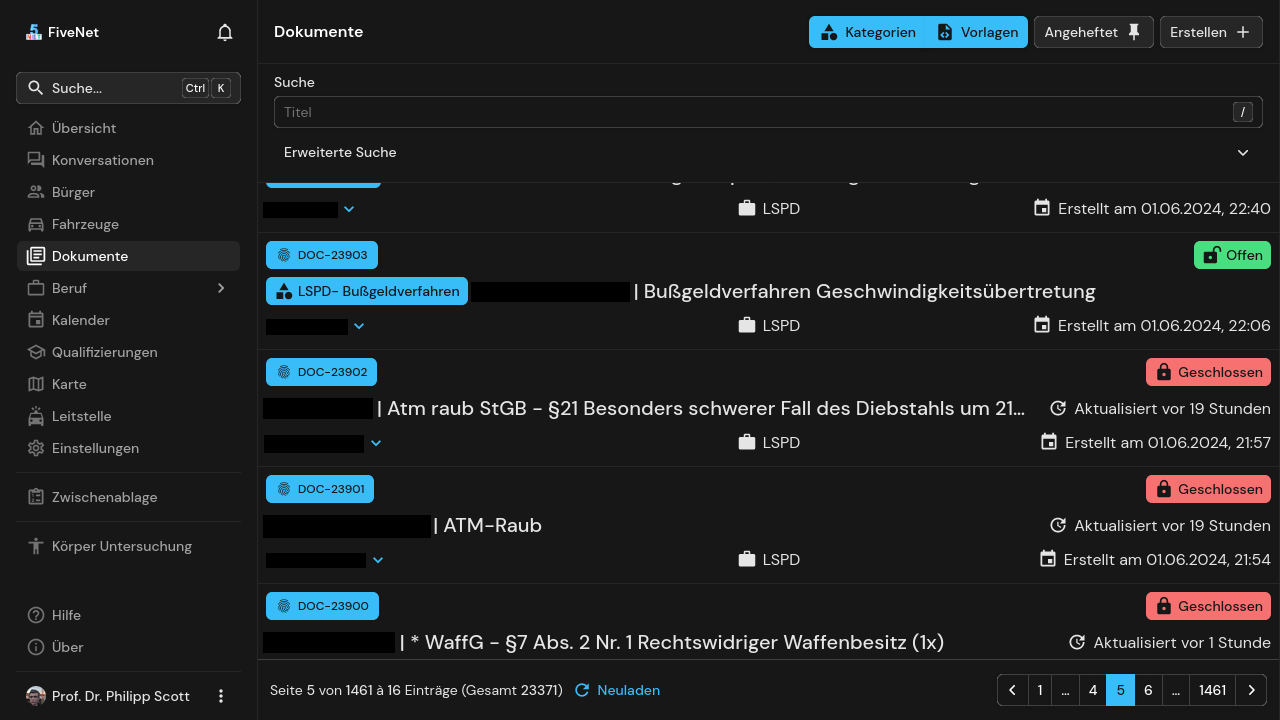 FiveNet
Suche...
Ctrl K
Übersicht
Konversationen
Bürger
Fahrzeuge
Dokumente
Beruf
Kalender
Qualifizierungen
Karte
Leitstelle
Einstellungen
Zwischenablage
Körper Untersuchung
Hilfe
Über
Prof. Dr. Philipp Scott
Dokumente
Kategorien
Vorlagen
Angeheftet
Erstellen
Suche
Titel
/
Erweiterte Suche
LSPD
Erstellt am 01.06.2024, 22:40
DOC-23903
Offen
LSPD- Bußgeldverfahren
| Bußgeldverfahren Geschwindigkeitsübertretung
LSPD
Erstellt am 01.06.2024, 22:06
DOC-23902
Geschlossen
| Atm raub StGB - §21 Besonders schwerer Fall des Diebstahls um 21...
Aktualisiert vor 19 Stunden
LSPD
Erstellt am 01.06.2024, 21:57
DOC-23901
Geschlossen
| ATM-Raub
Aktualisiert vor 19 Stunden
LSPD
Erstellt am 01.06.2024, 21:54
DOC-23900
Geschlossen
| * WaffG - §7 Abs. 2 Nr. 1 Rechtswidriger Waffenbesitz (1x)
Aktualisiert vor 1 Stunde
Seite 5 von 1461 à 16 Einträge (Gesamt 23371)
Neuladen
1 ... 4 5 6 ... 1461